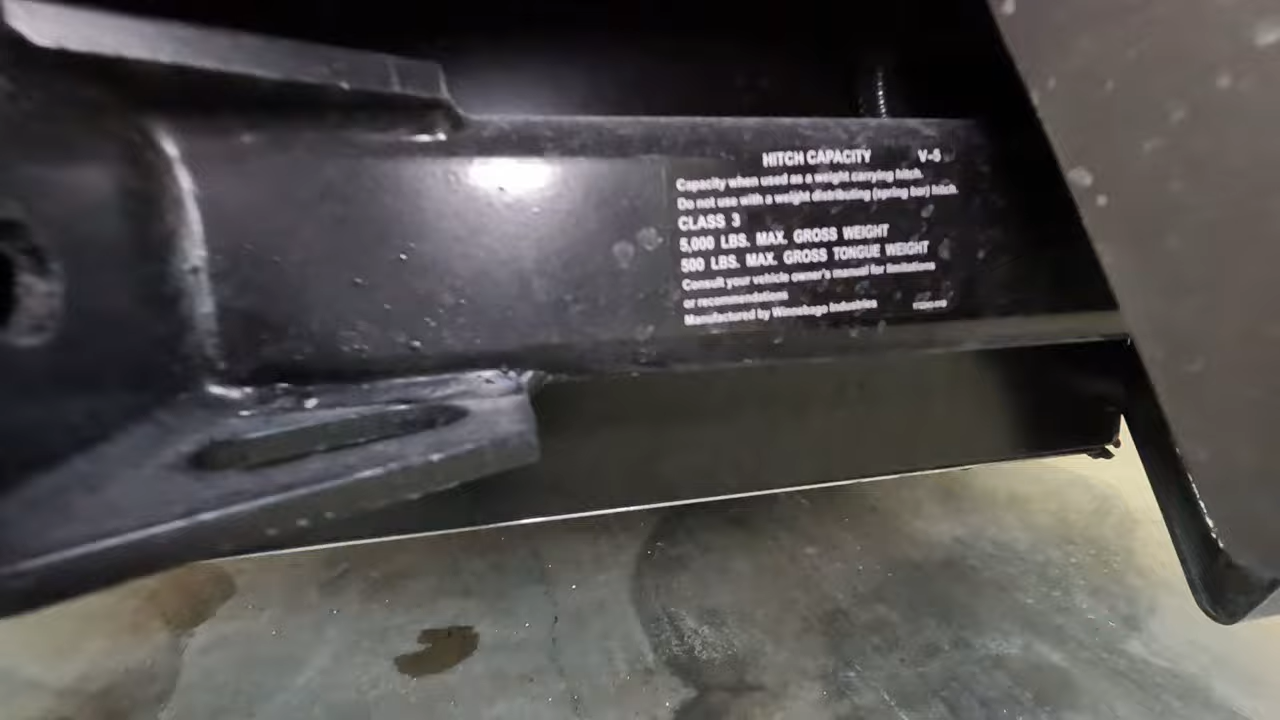 HITCH CAPACITY V-5
Capacity when used as a weight carrying hitch.
Do not use with a weight distributing (spring bar) hitch.
CLASS 3
5,000 LBS. MAX. GROSS WEIGHT
500 LBS. MAX. GROSS TONGUE WEIGHT
Consult your vehicle owner's manual for limitations
or recommendations
Manufactured by Winnebago Industries